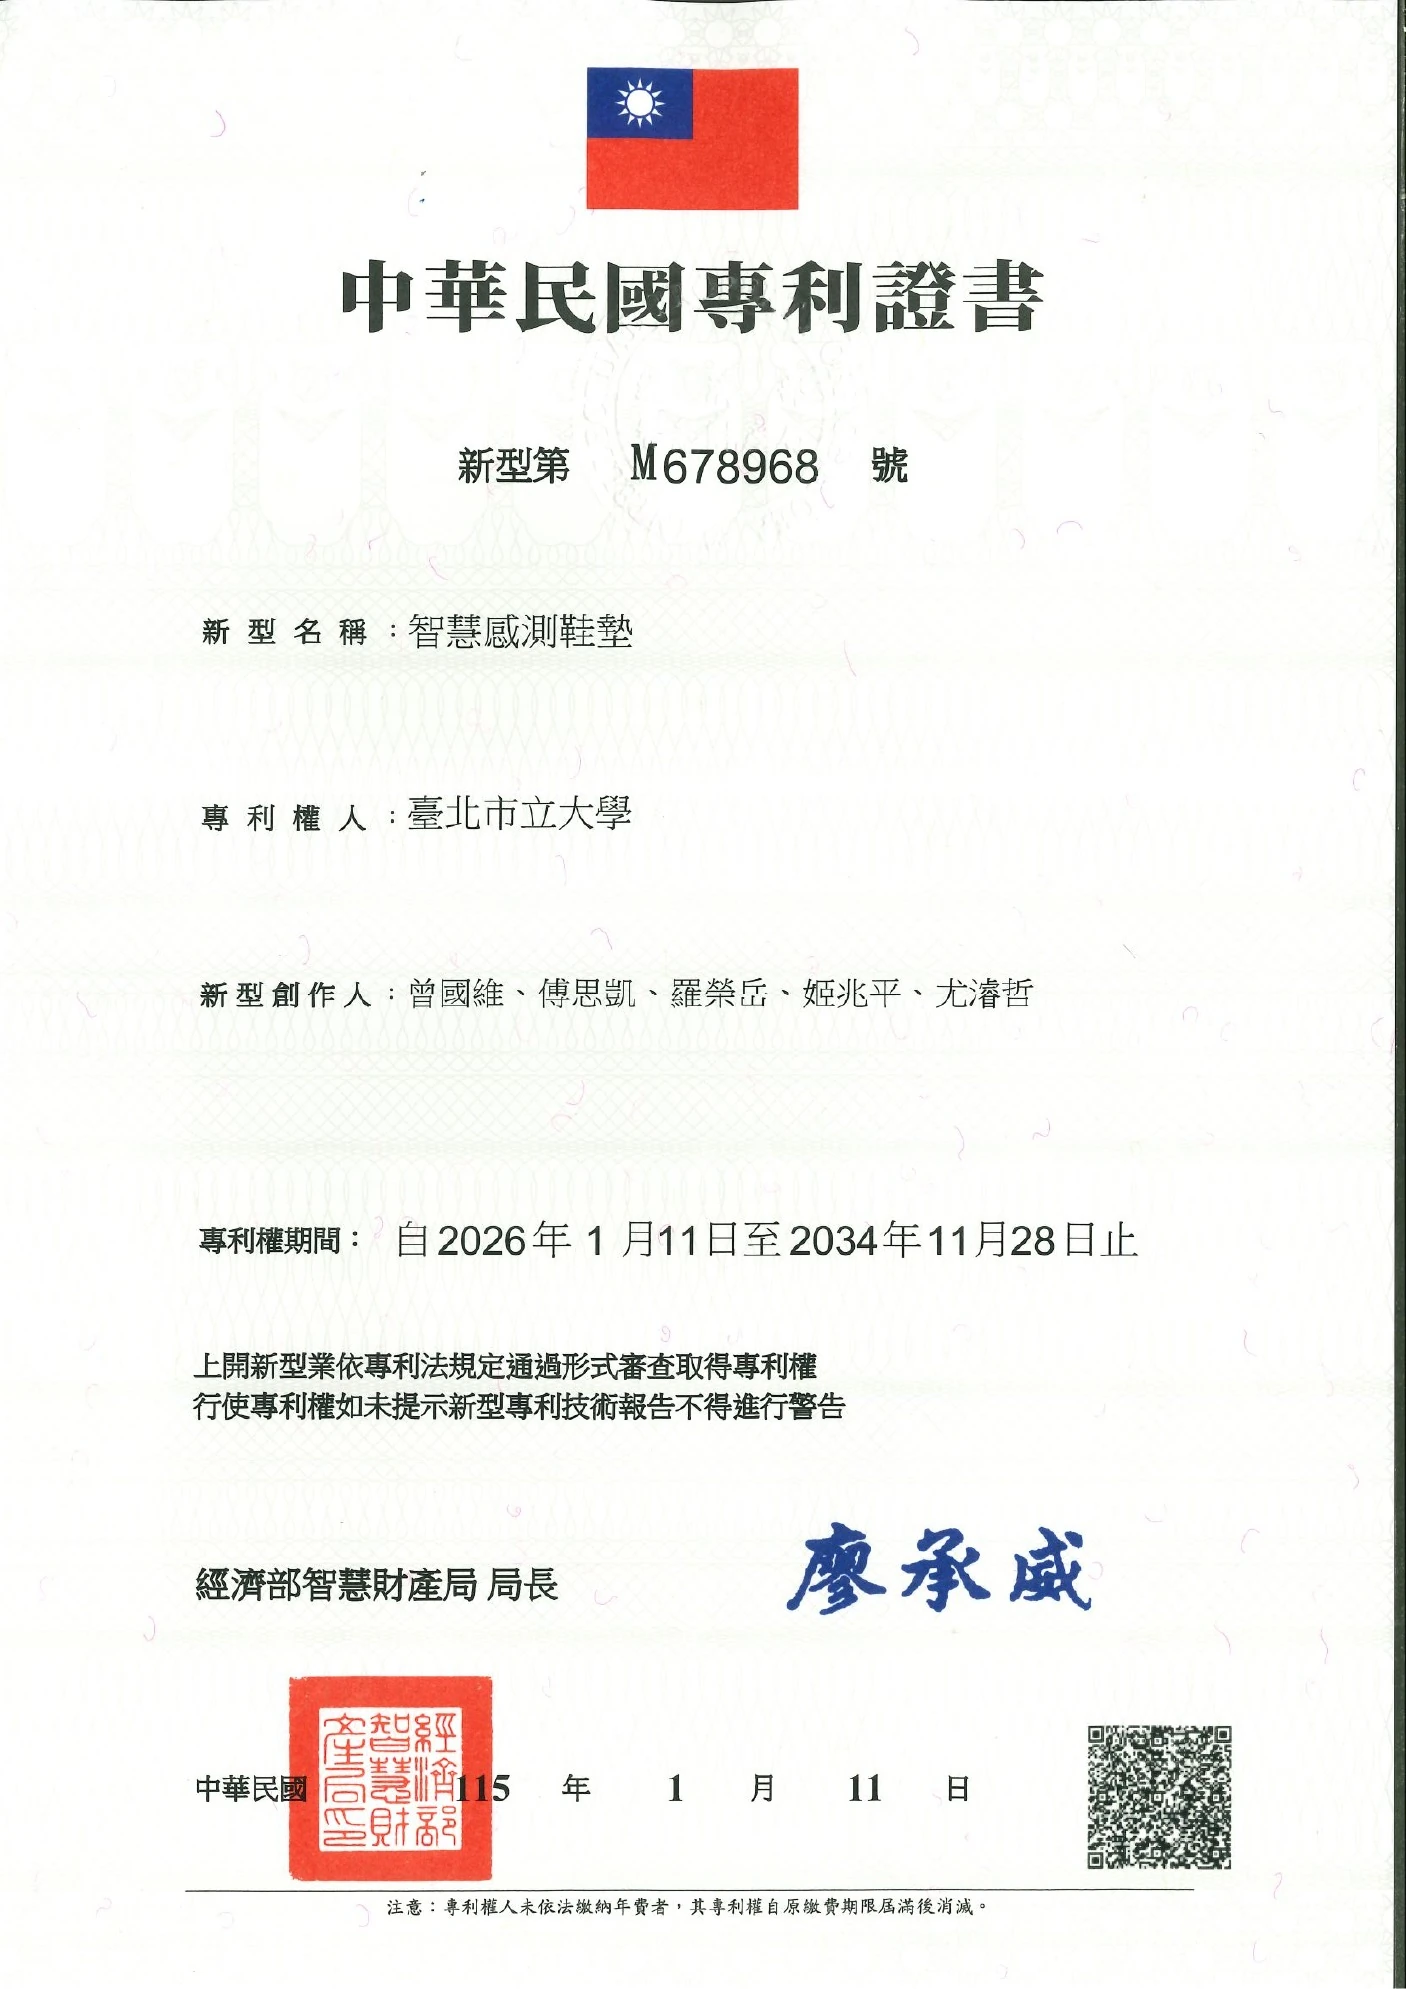 中華民國專利證書
新型第 M678968 號
新型名稱：智慧感測鞋墊
專利權人：臺北市立大學
新型創作人：曾國維、傅思凱、羅榮岳、姬兆平、尤濬哲
專利權期間： 自2026年 1 月11日至2034年11月28日止
上開新型業依專利法規定通過形式審查取得專利權
行使專利權如未提示新型專利技術報告不得進行警告
經濟部智慧財產局 局長 廖承威
經濟部智慧財產局印
中華民國 115 年 1 月 11 日
注意：專利權人未依法繳納年費者，其專利權自原繳費期限屆滿後消滅。